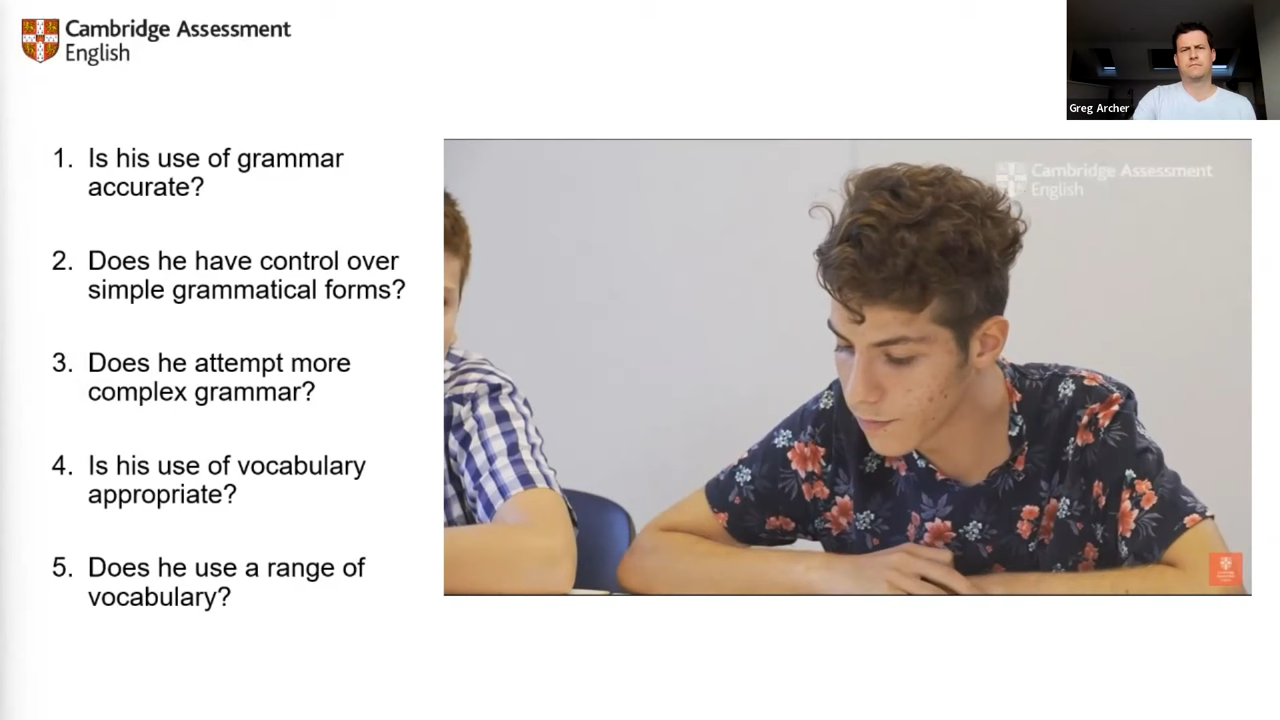 Cambridge Assessment
English
Greg Archer
1. Is his use of grammar
accurate?
2. Does he have control over
simple grammatical forms?
3. Does he attempt more
complex grammar?
4. Is his use of vocabulary
appropriate?
5. Does he use a range of
vocabulary?
Cambridge Assessment
English